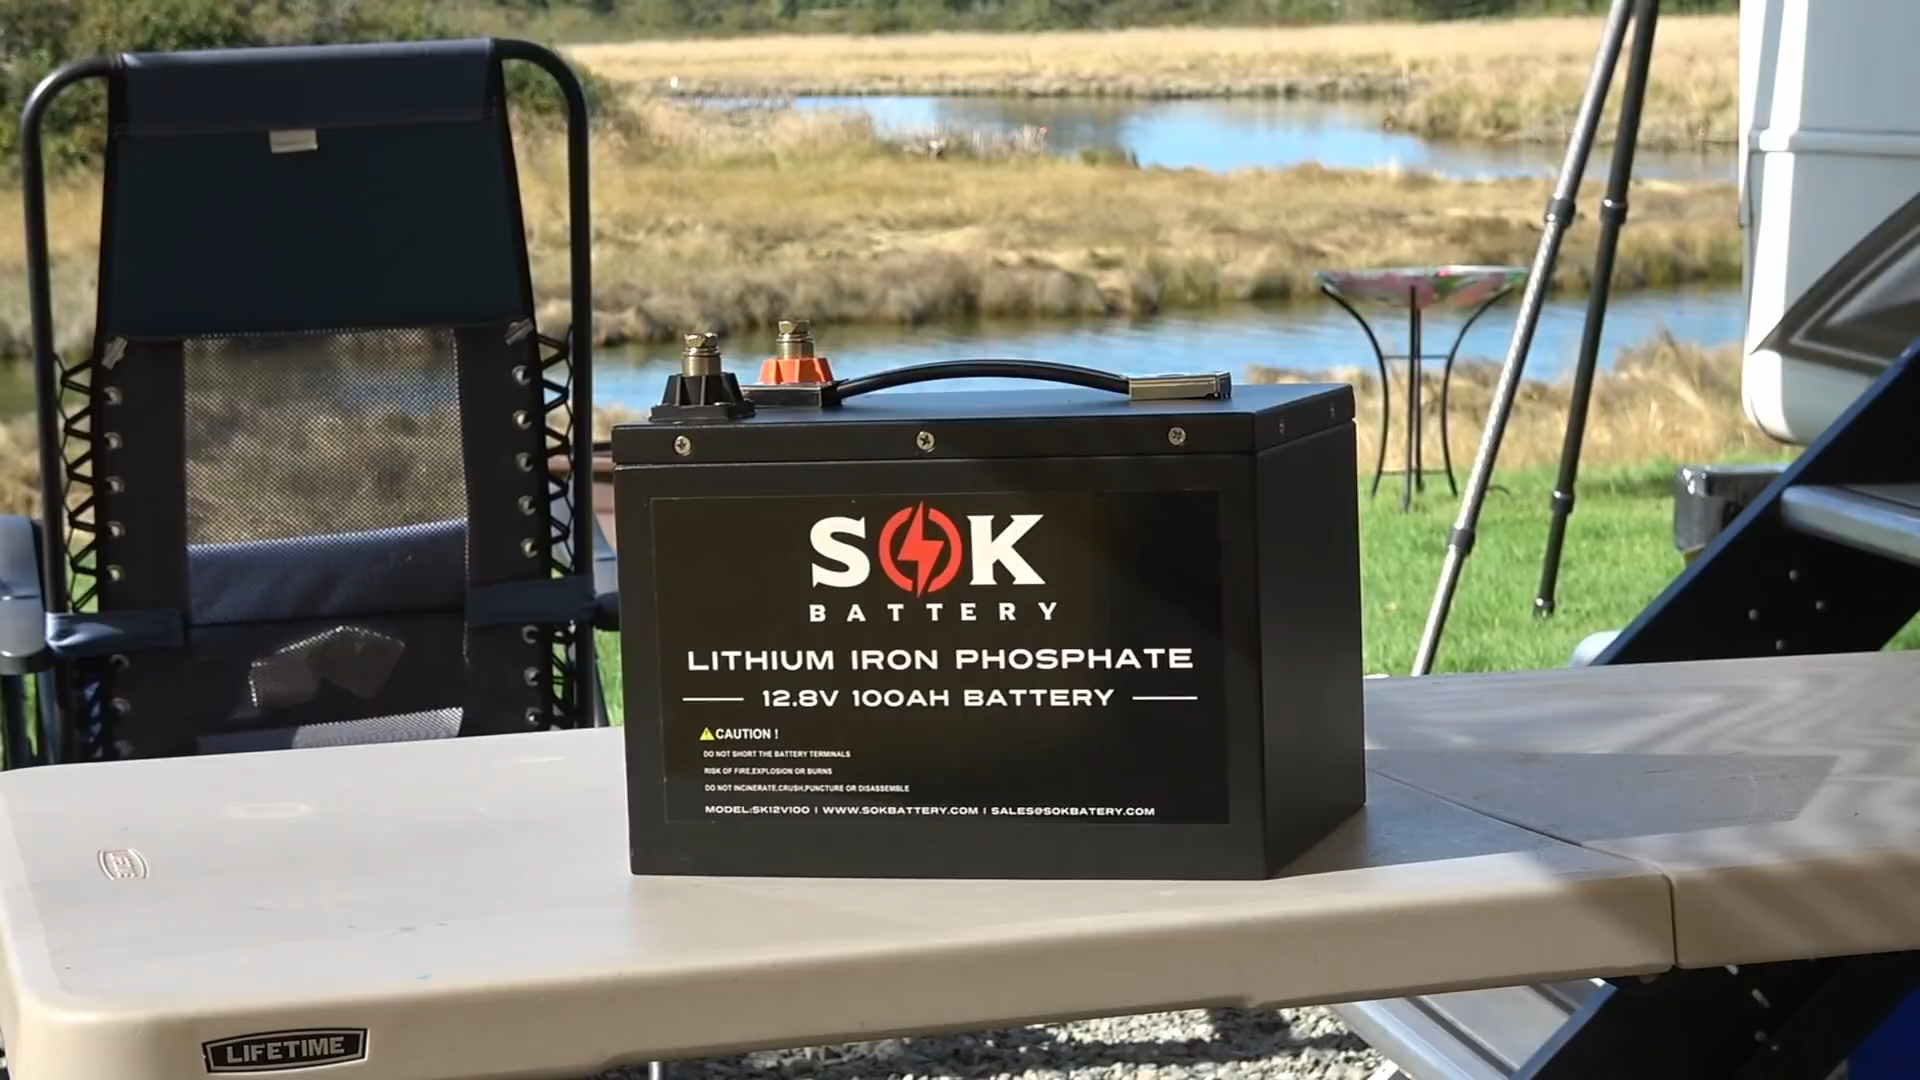 SOK
BATTERY
LITHIUM IRON PHOSPHATE
12.8V 100AH BATTERY
CAUTION !
DO NOT SHORT THE BATTERY TERMINALS
RISK OF FIRE,EXPLOSION OR BURNS
DO NOT INCINERATE,CRUSH,PUNCTURE OR DISASSEMBLE
MODEL:SK12V100 | WWW.SOKBATTERY.COM | SALES@SOKBATERY.COM
LIFETIME